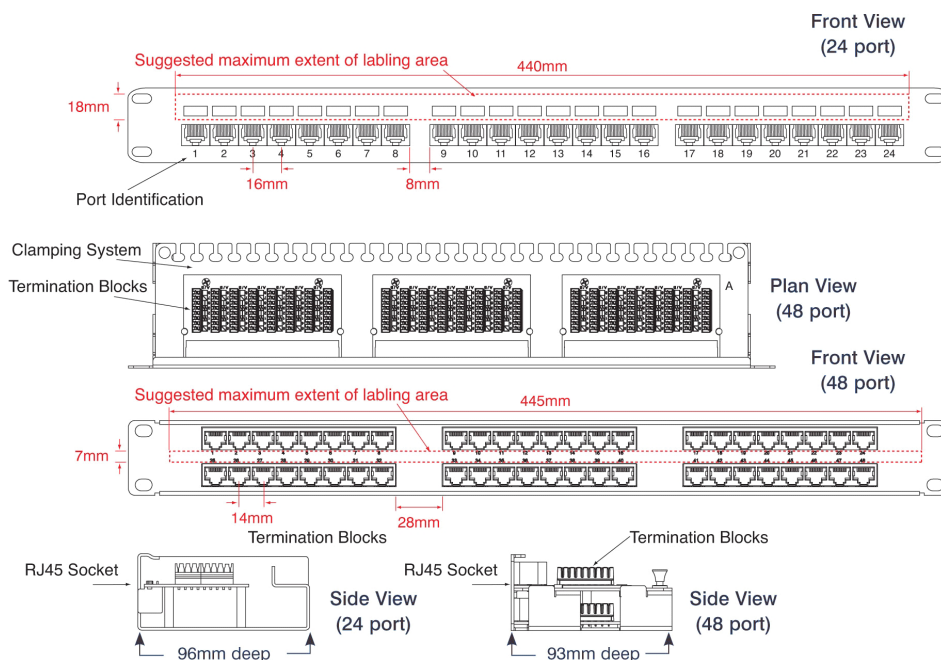 Front View
(24 port)
Suggested maximum extent of labling area
440mm
18mm
1 2 3 4 5 6 7 8 9 10 11 12 13 14 15 16 17 18 19 20 21 22 23 24
16mm
8mm
Port Identification
Clamping System
Termination Blocks
A
Plan View
(48 port)
Front View
(48 port)
Suggested maximum extent of labling area
445mm
7mm
14mm
28mm
Termination Blocks
Termination Blocks
RJ45 Socket
RJ45 Socket
Side View
(24 port)
Side View
(48 port)
96mm deep
93mm deep